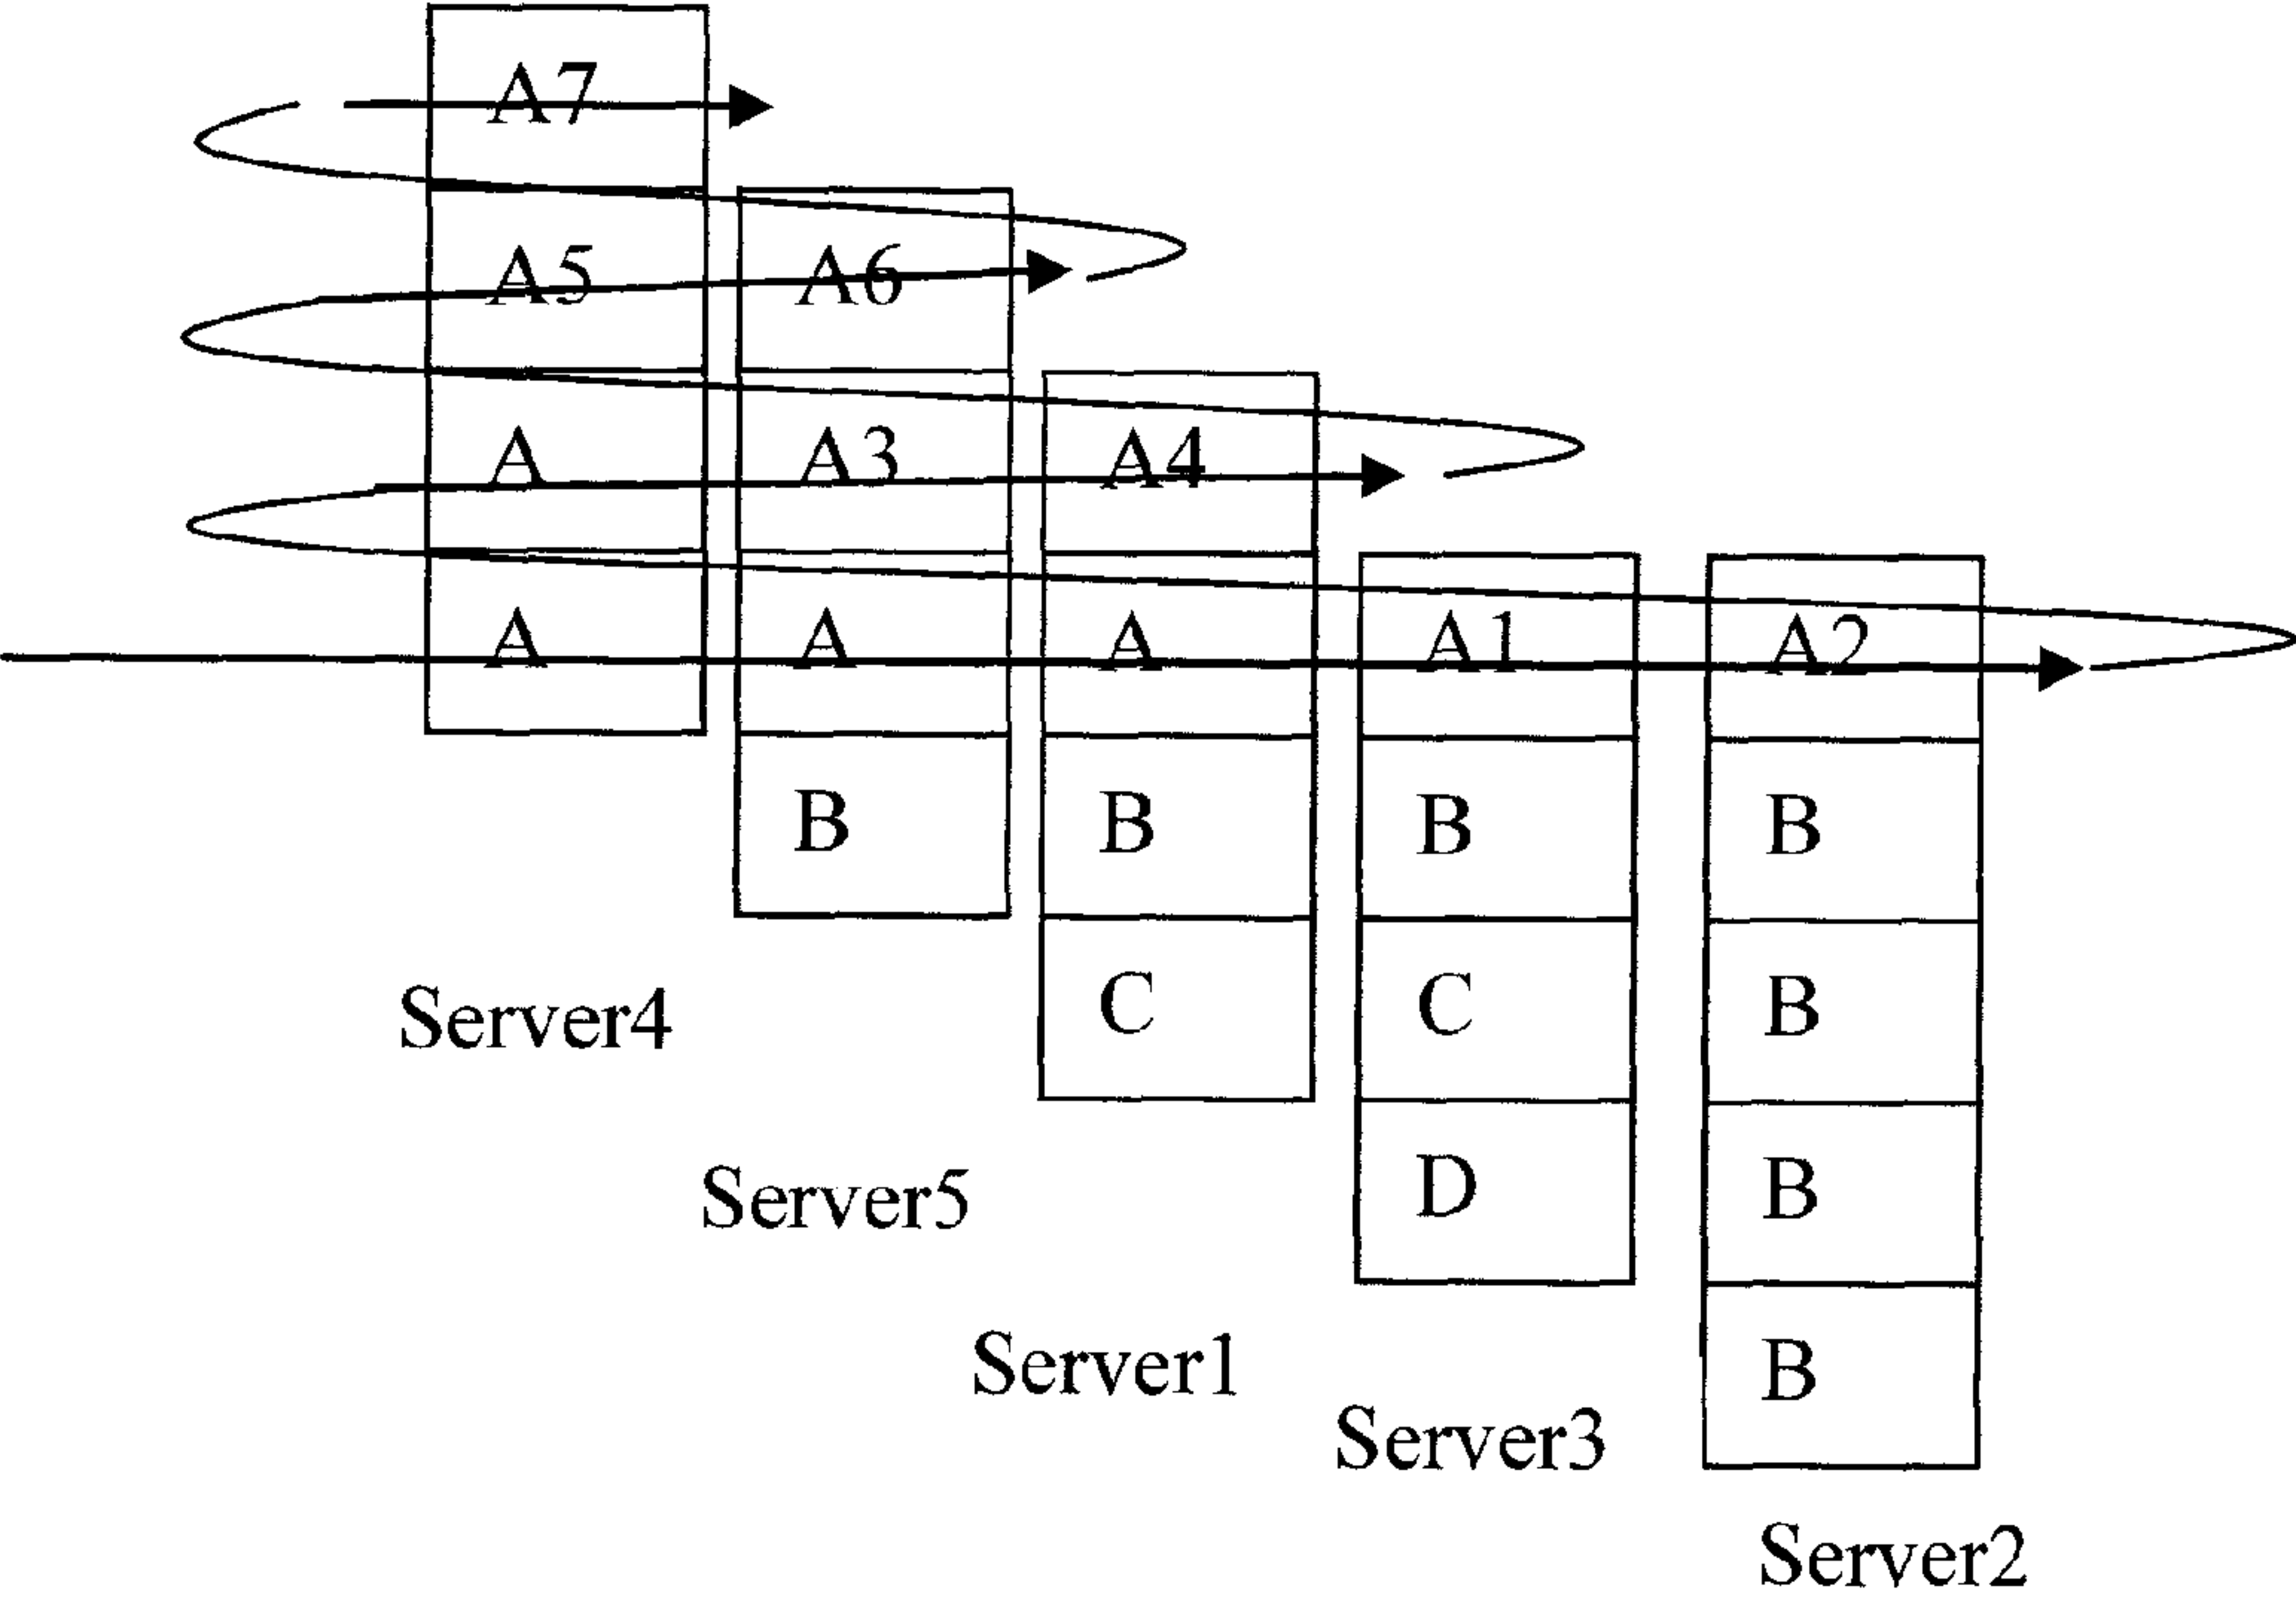 A7
A5 A6
A A3 A4
A A A A1 A2
B B B B
C C B
D B
B
Server4
Server5
Server1
Server3
Server2